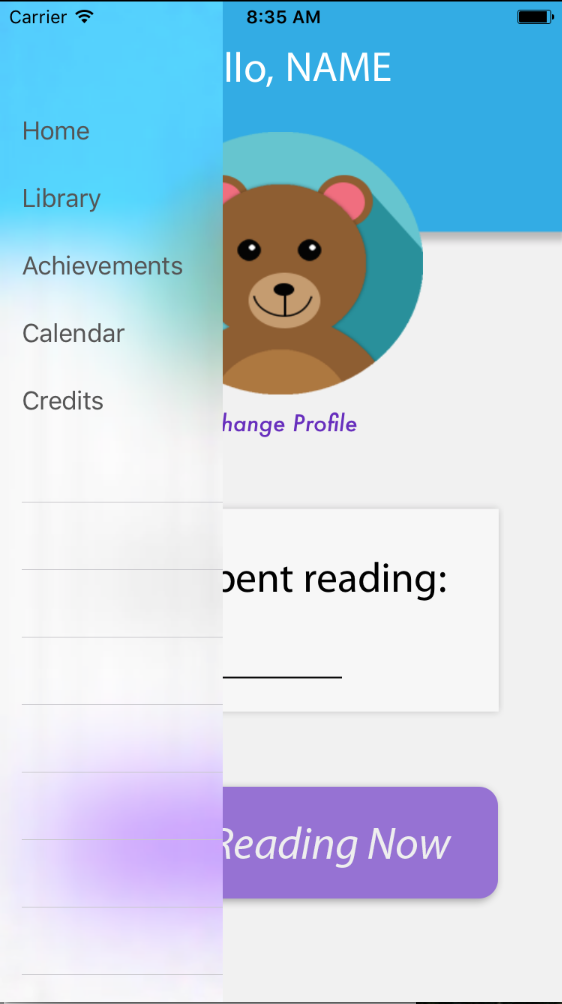 Carrier 8:35 AM
llo, NAME
Home
Library
Achievements
Calendar
Credits
hange Profile
pent reading:
Reading Now